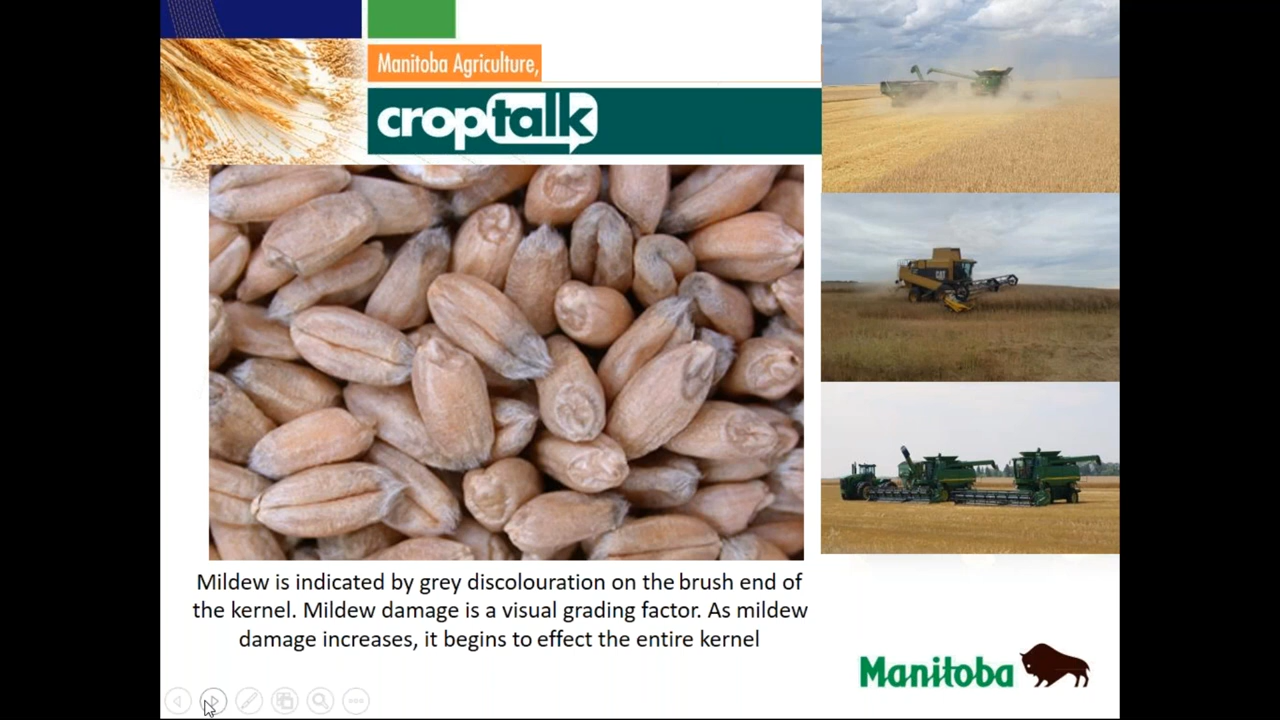 Manitoba Agriculture,
croptalk
Mildew is indicated by grey discolouration on the brush end of
the kernel. Mildew damage is a visual grading factor. As mildew
damage increases, it begins to effect the entire kernel
CAT
Manitoba